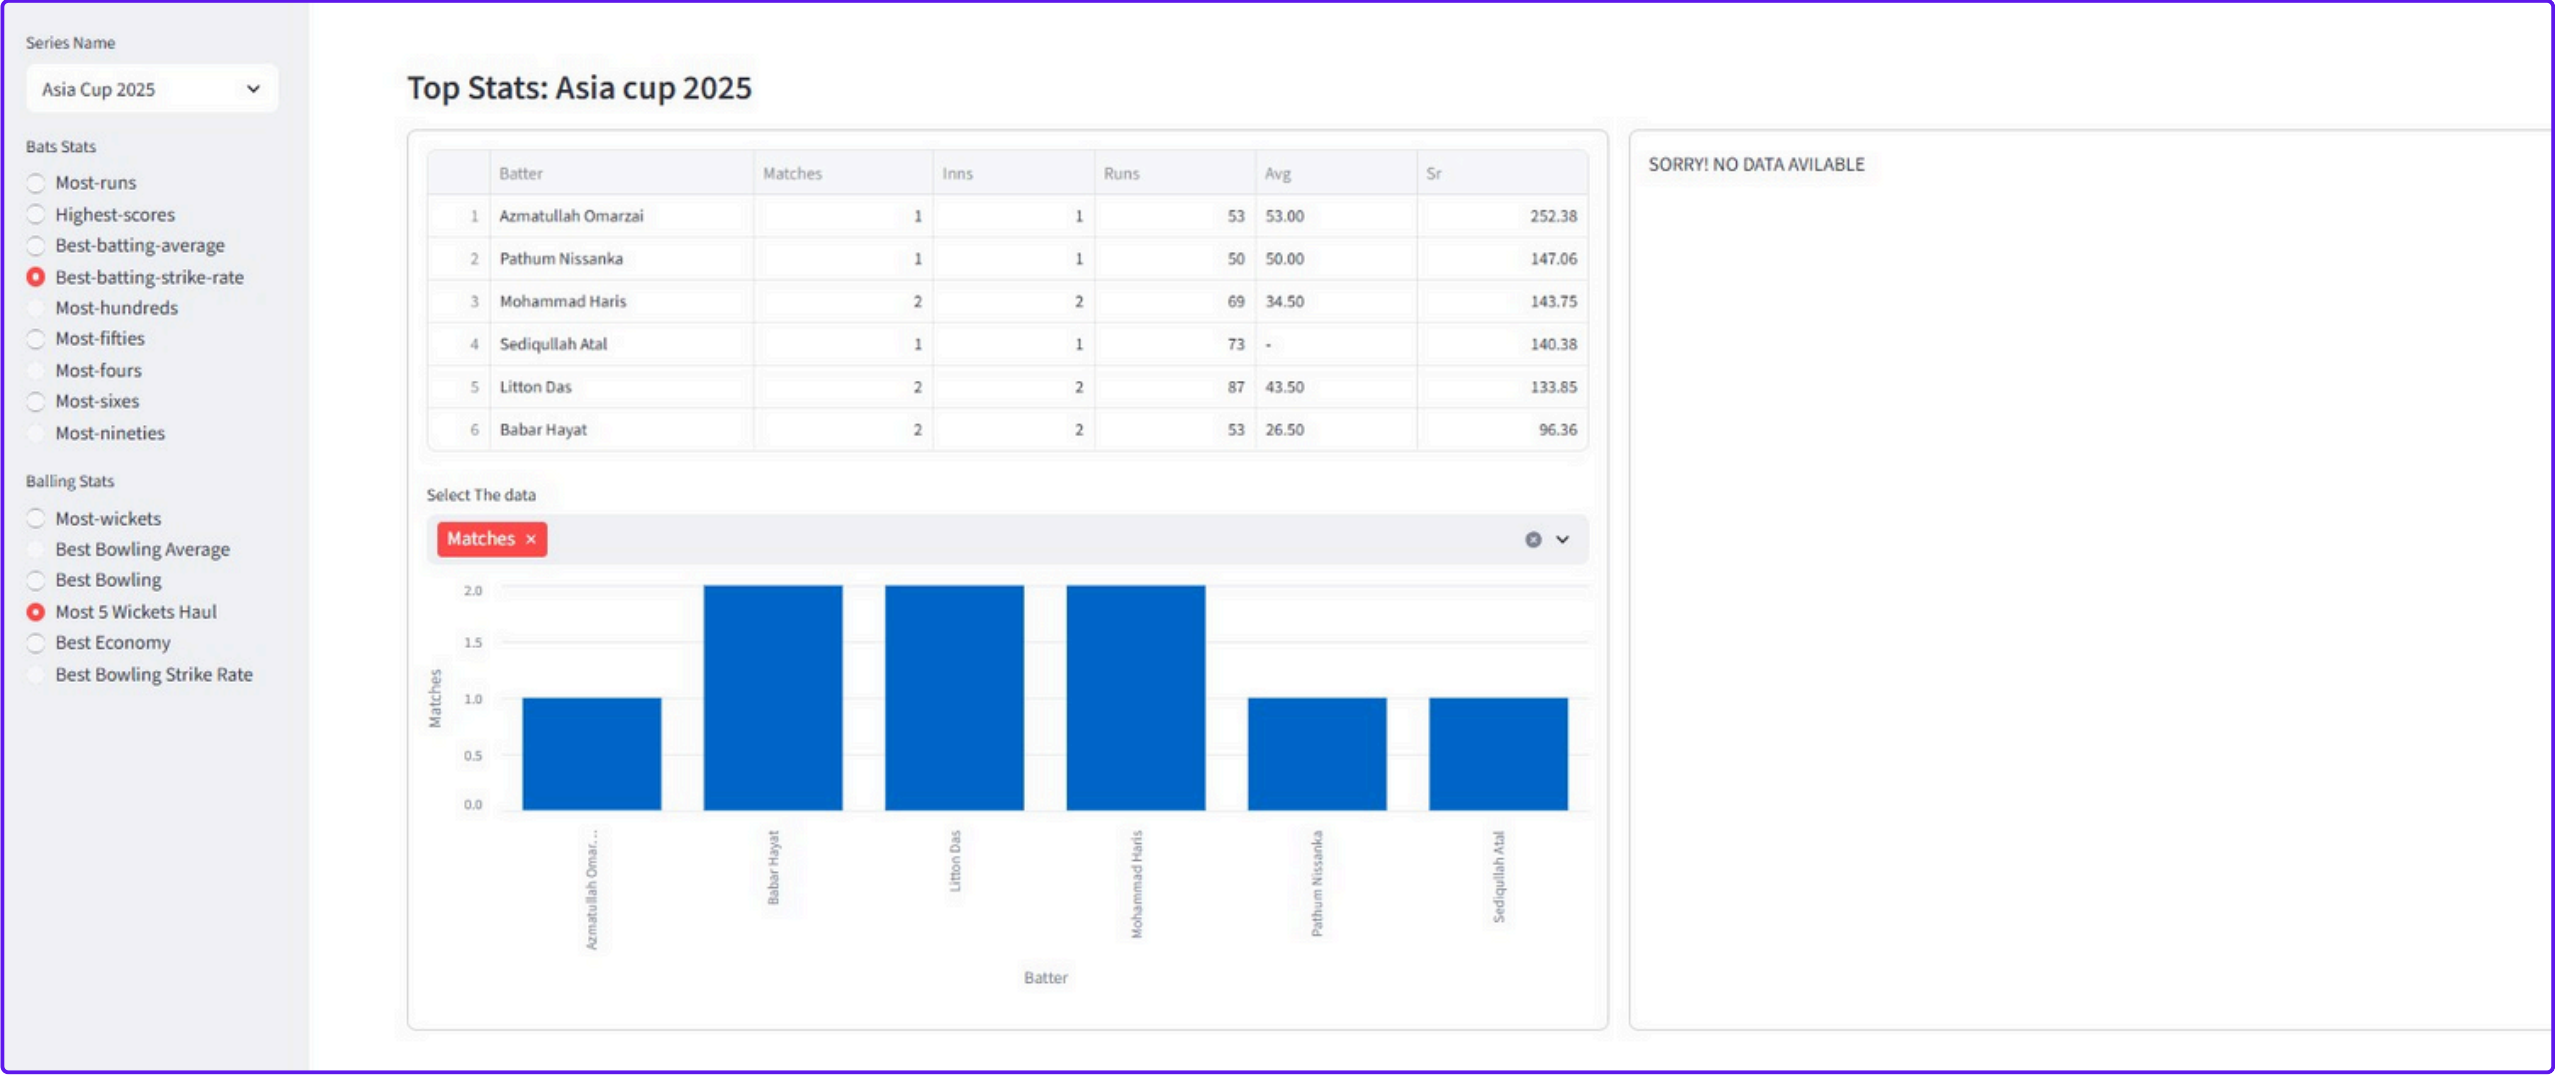 Series Name
Asia Cup 2025
Bats Stats
Most-runs
Highest-scores
Best-batting-average
Best-batting-strike-rate
Most-hundreds
Most-fifties
Most-fours
Most-sixes
Most-nineties
Balling Stats
Most-wickets
Best Bowling Average
Best Bowling
Most 5 Wickets Haul
Best Economy
Best Bowling Strike Rate
Top Stats: Asia cup 2025
Batter Matches Inns Runs Avg Sr
1 Azmatullah Omarzai 1 1 53 53.00 252.38
2 Pathum Nissanka 1 1 50 50.00 147.06
3 Mohammad Haris 2 2 69 34.50 143.75
4 Sediqullah Atal 1 1 73 - 140.38
5 Litton Das 2 2 87 43.50 133.85
6 Babar Hayat 2 2 53 26.50 96.36
Select The data
Matches ×
Matches
2.0
1.5
1.0
0.5
0.0
Azmatullah Omar…
Babar Hayat
Litton Das
Mohammad Haris
Pathum Nissanka
Sediqullah Atal
Batter
SORRY! NO DATA AVILABLE